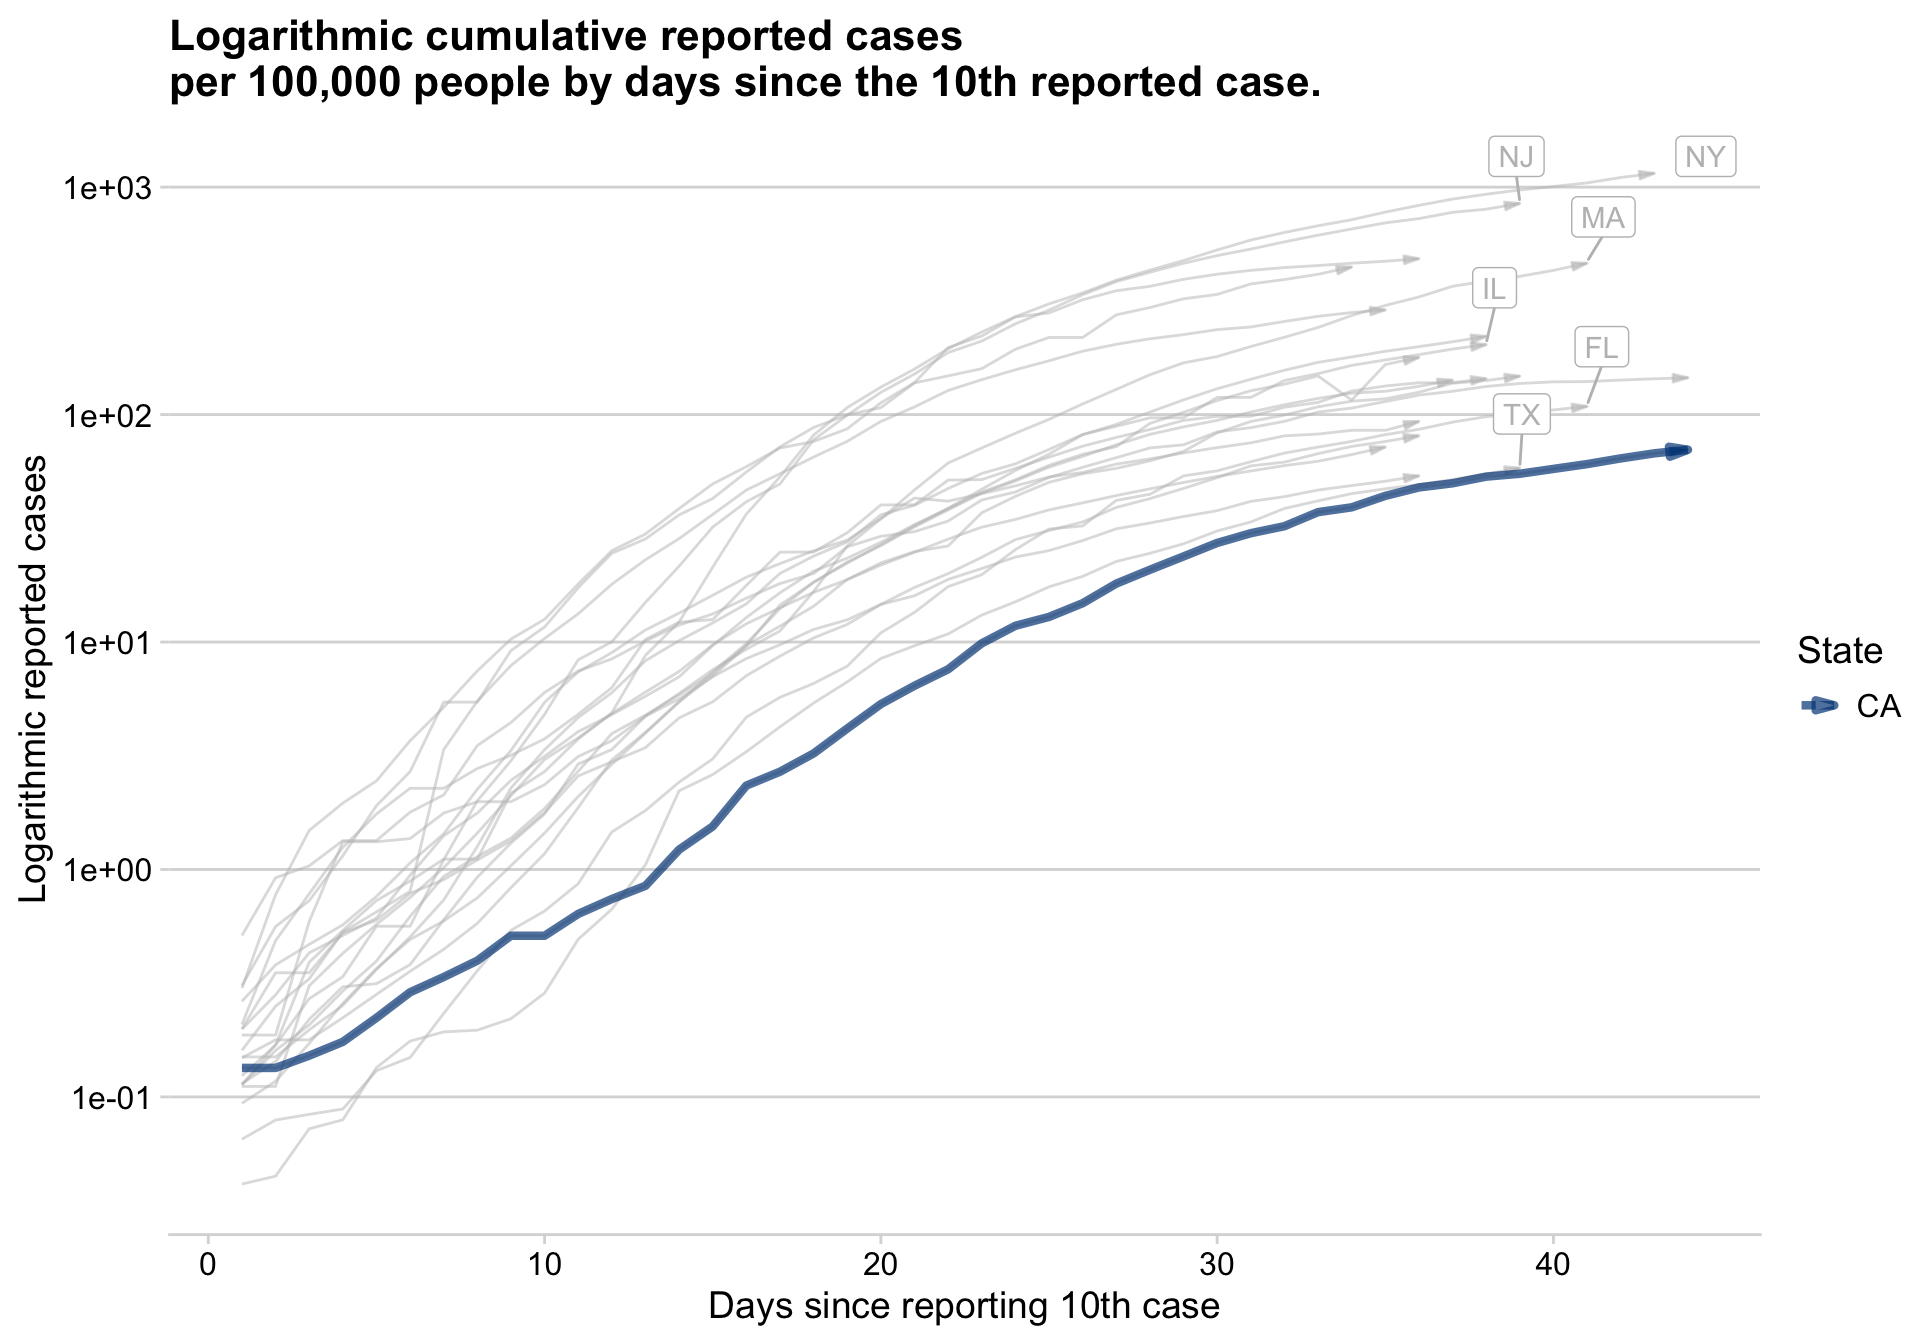 Logarithmic cumulative reported cases
per 100,000 people by days since the 10th reported case.
NJ
NY
1e+03
MA
IL
FL
1e+02
TX
Logarithmic reported cases
1e+01
State
CA
1e+00
1e-01
0
10
20
30
40
Days since reporting 10th case